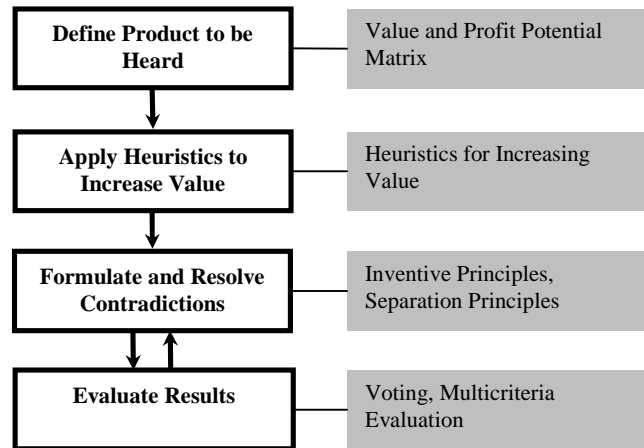 Define Product to be
Heard
Value and Profit Potential
Matrix
Apply Heuristics to
Increase Value
Heuristics for Increasing
Value
Formulate and Resolve
Contradictions
Inventive Principles,
Separation Principles
Evaluate Results
Voting, Multicriteria
Evaluation